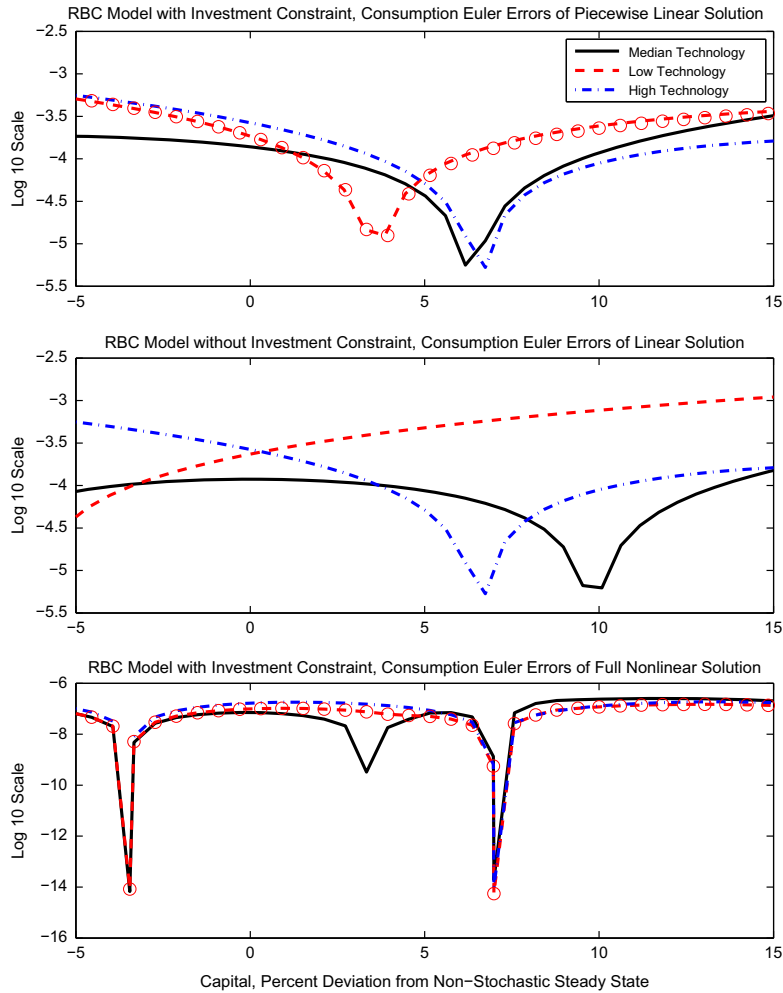 RBC Model with Investment Constraint, Consumption Euler Errors of Piecewise Linear Solution
−2.5
−3
−3.5
−4
−4.5
−5
−5.5
Log 10 Scale
Median Technology
Low Technology
High Technology
−5 0 5 10 15
RBC Model without Investment Constraint, Consumption Euler Errors of Linear Solution
−2.5
−3
−3.5
−4
−4.5
−5
−5.5
Log 10 Scale
−5 0 5 10 15
RBC Model with Investment Constraint, Consumption Euler Errors of Full Nonlinear Solution
−6
−8
−10
−12
−14
−16
Log 10 Scale
−5 0 5 10 15
Capital, Percent Deviation from Non−Stochastic Steady State